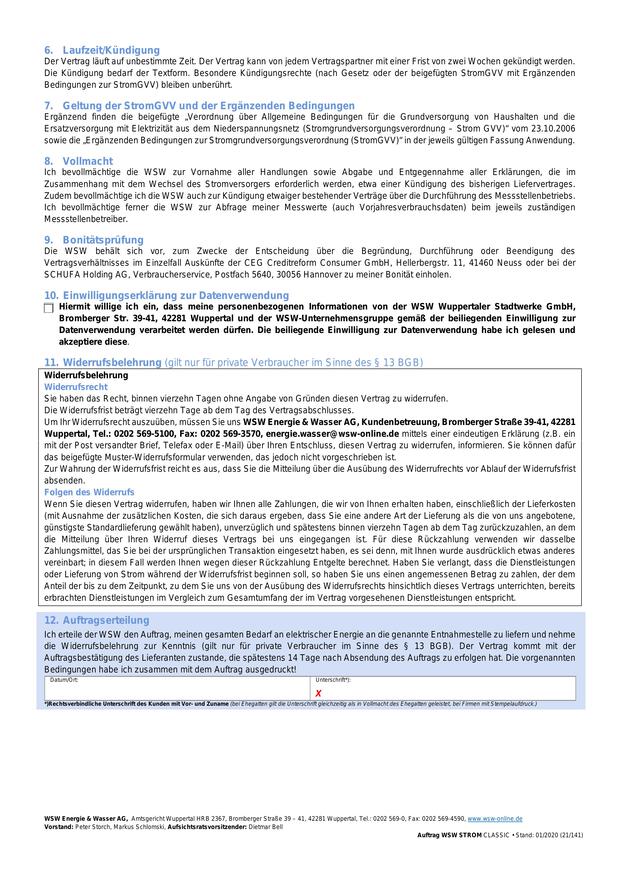 6. Laufzeit/Kündigung
Der Vertrag läuft auf unbestimmte Zeit. Der Vertrag kann von jedem Vertragspartner mit einer Frist von zwei Wochen gekündigt werden.
Die Kündigung bedarf der Textform. Besondere Kündigungsrechte (nach Gesetz oder der beigefügten StromGVV mit Ergänzenden
Bedingungen zur StromGVV) bleiben unberührt.
7. Geltung der StromGVV und der Ergänzenden Bedingungen
Ergänzend finden die beigefügte „Verordnung über Allgemeine Bedingungen für die Grundversorgung von Haushalten und die
Ersatzversorgung mit Elektrizität aus dem Niederspannungsnetz (Stromgrundversorgungsverordnung – Strom GVV)“ vom 23.10.2006
sowie die „Ergänzenden Bedingungen zur Stromgrundversorgungsverordnung (StromGVV)“ in der jeweils gültigen Fassung Anwendung.
8. Vollmacht
Ich bevollmächtige die WSW zur Vornahme aller Handlungen sowie Abgabe und Entgegennahme aller Erklärungen, die im
Zusammenhang mit dem Wechsel des Stromversorgers erforderlich werden, etwa einer Kündigung des bisherigen Liefervertrages.
Zudem bevollmächtige ich die WSW auch zur Kündigung etwaiger bestehender Verträge über die Durchführung des Messstellenbetriebs.
Ich bevollmächtige ferner die WSW zur Abfrage meiner Messwerte (auch Vorjahresverbrauchsdaten) beim jeweils zuständigen
Messstellenbetreiber.
9. Bonitätsprüfung
Die WSW behält sich vor, zum Zwecke der Entscheidung über die Begründung, Durchführung oder Beendigung des
Vertragsverhältnisses im Einzelfall Auskünfte der CEG Creditreform Consumer GmbH, Hellerbergstr. 11, 41460 Neuss oder bei der
SCHUFA Holding AG, Verbraucherservice, Postfach 5640, 30056 Hannover zu meiner Bonität einholen.
10. Einwilligungserklärung zur Datenverwendung
Hiermit willige ich ein, dass meine personenbezogenen Informationen von der WSW Wuppertaler Stadtwerke GmbH,
Bromberger Str. 39-41, 42281 Wuppertal und der WSW-Unternehmensgruppe gemäß der beiliegenden Einwilligung zur
Datenverwendung verarbeitet werden dürfen. Die beiliegende Einwilligung zur Datenverwendung habe ich gelesen und
akzeptiere diese.
11. Widerrufsbelehrung (gilt nur für private Verbraucher im Sinne des § 13 BGB)
Widerrufsbelehrung
Widerrufsrecht
Sie haben das Recht, binnen vierzehn Tagen ohne Angabe von Gründen diesen Vertrag zu widerrufen.
Die Widerrufsfrist beträgt vierzehn Tage ab dem Tag des Vertragsabschlusses.
Um Ihr Widerrufsrecht auszuüben, müssen Sie uns WSW Energie & Wasser AG, Kundenbetreuung, Bromberger Straße 39-41, 42281
Wuppertal, Tel.: 0202 569-5100, Fax: 0202 569-3570, energie.wasser@wsw-online.de mittels einer eindeutigen Erklärung (z.B. ein
mit der Post versandter Brief, Telefax oder E-Mail) über Ihren Entschluss, diesen Vertrag zu widerrufen, informieren. Sie können dafür
das beigefügte Muster-Widerrufsformular verwenden, das jedoch nicht vorgeschrieben ist.
Zur Wahrung der Widerrufsfrist reicht es aus, dass Sie die Mitteilung über die Ausübung des Widerrufrechts vor Ablauf der Widerrufsfrist
absenden.
Folgen des Widerrufs
Wenn Sie diesen Vertrag widerrufen, haben wir Ihnen alle Zahlungen, die wir von Ihnen erhalten haben, einschließlich der Lieferkosten
(mit Ausnahme der zusätzlichen Kosten, die sich daraus ergeben, dass Sie eine andere Art der Lieferung als die von uns angebotene,
günstigste Standardlieferung gewählt haben), unverzüglich und spätestens binnen vierzehn Tagen ab dem Tag zurückzuzahlen, an dem
die Mitteilung über Ihren Widerruf dieses Vertrags bei uns eingegangen ist. Für diese Rückzahlung verwenden wir dasselbe
Zahlungsmittel, das Sie bei der ursprünglichen Transaktion eingesetzt haben, es sei denn, mit Ihnen wurde ausdrücklich etwas anderes
vereinbart; in diesem Fall werden Ihnen wegen dieser Rückzahlung Entgelte berechnet. Haben Sie verlangt, dass die Dienstleistungen
oder Lieferung von Strom während der Widerrufsfrist beginnen soll, so haben Sie uns einen angemessenen Betrag zu zahlen, der dem
Anteil der bis zu dem Zeitpunkt, zu dem Sie uns von der Ausübung des Widerrufsrechts hinsichtlich dieses Vertrags unterrichten, bereits
erbrachten Dienstleistungen im Vergleich zum Gesamtumfang der im Vertrag vorgesehenen Dienstleistungen entspricht.
12. Auftragserteilung
Ich erteile der WSW den Auftrag, meinen gesamten Bedarf an elektrischer Energie an die genannte Entnahmestelle zu liefern und nehme
die Widerrufsbelehrung zur Kenntnis (gilt nur für private Verbraucher im Sinne des § 13 BGB). Der Vertrag kommt mit der
Auftragsbestätigung des Lieferanten zustande, die spätestens 14 Tage nach Absendung des Auftrags zu erfolgen hat. Die vorgenannten
Bedingungen habe ich zusammen mit dem Auftrag ausgedruckt!
Datum/Ort: Unterschrift*):
X
*)Rechtsverbindliche Unterschrift des Kunden mit Vor- und Zuname (bei Ehegatten gilt die Unterschrift gleichzeitig als in Vollmacht des Ehegatten geleistet, bei Firmen mit Stempelaufdruck.)
WSW Energie & Wasser AG, Amtsgericht Wuppertal HRB 2367, Bromberger Straße 39 – 41, 42281 Wuppertal, Tel.: 0202 569-0, Fax: 0202 569-4590, www.wsw-online.de
Vorstand: Peter Storch, Markus Schlomski, Aufsichtsratsvorsitzender: Dietmar Bell
Auftrag WSW STROM CLASSIC • Stand: 01/2020 (21/141)